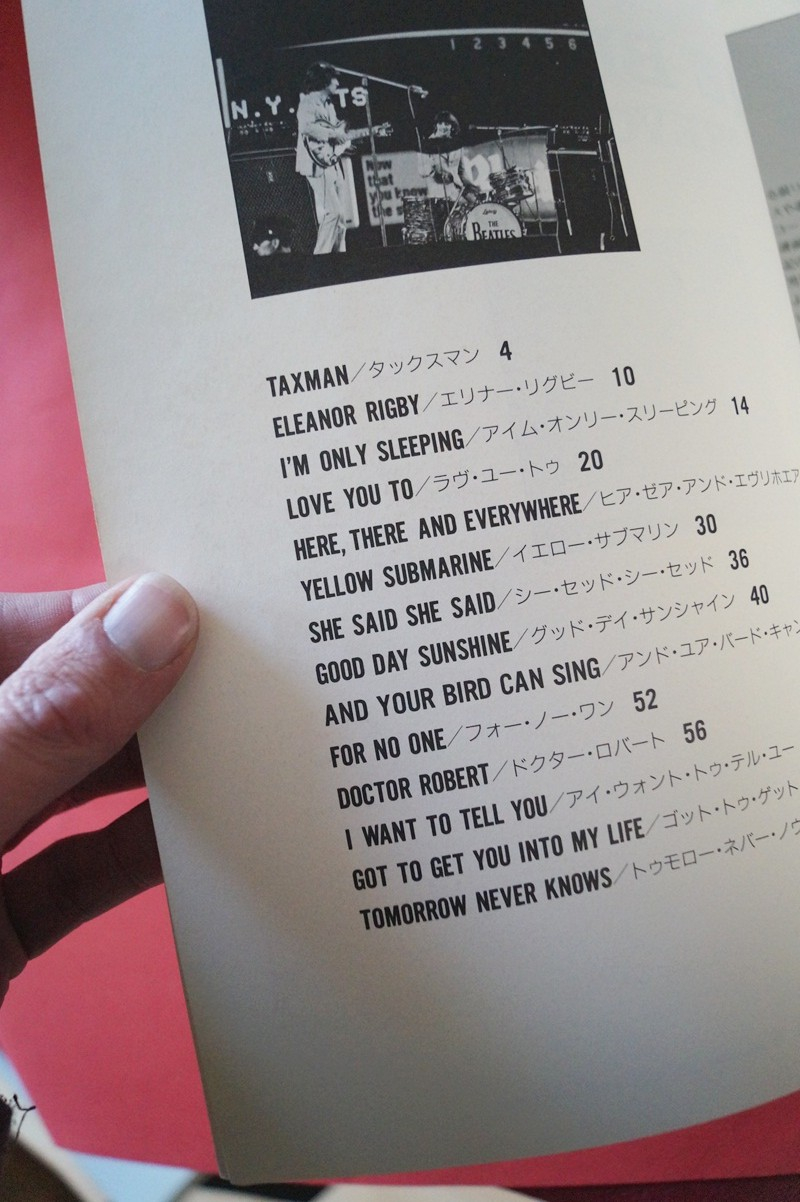 1 2 3 4 5 6
N.Y. TS
Now
that
you know
the
THE
BEATLES
TAXMAN/タックスマン 4
ELEANOR RIGBY/エリナー・リグビー 10
I'M ONLY SLEEPING/アイム・オンリー・スリーピング 14
LOVE YOU TO/ラヴ・ユー・トゥ 20
HERE, THERE AND EVERYWHERE/ヒア・ゼア・アンド・エヴリホエア
YELLOW SUBMARINE/イエロー・サブマリン 30
SHE SAID SHE SAID/シー・セッド・シー・セッド 36
GOOD DAY SUNSHINE/グッド・デイ・サンシャイン 40
AND YOUR BIRD CAN SING/アンド・ユア・バード・キャン
FOR NO ONE/フォー・ノー・ワン 52
DOCTOR ROBERT/ドクター・ロバート 56
I WANT TO TELL YOU/アイ・ウォント・トゥ・テル・ユー
GOT TO GET YOU INTO MY LIFE/ゴット・トゥ・ゲット・
TOMORROW NEVER KNOWS/トゥモロー・ネバー・ノウ